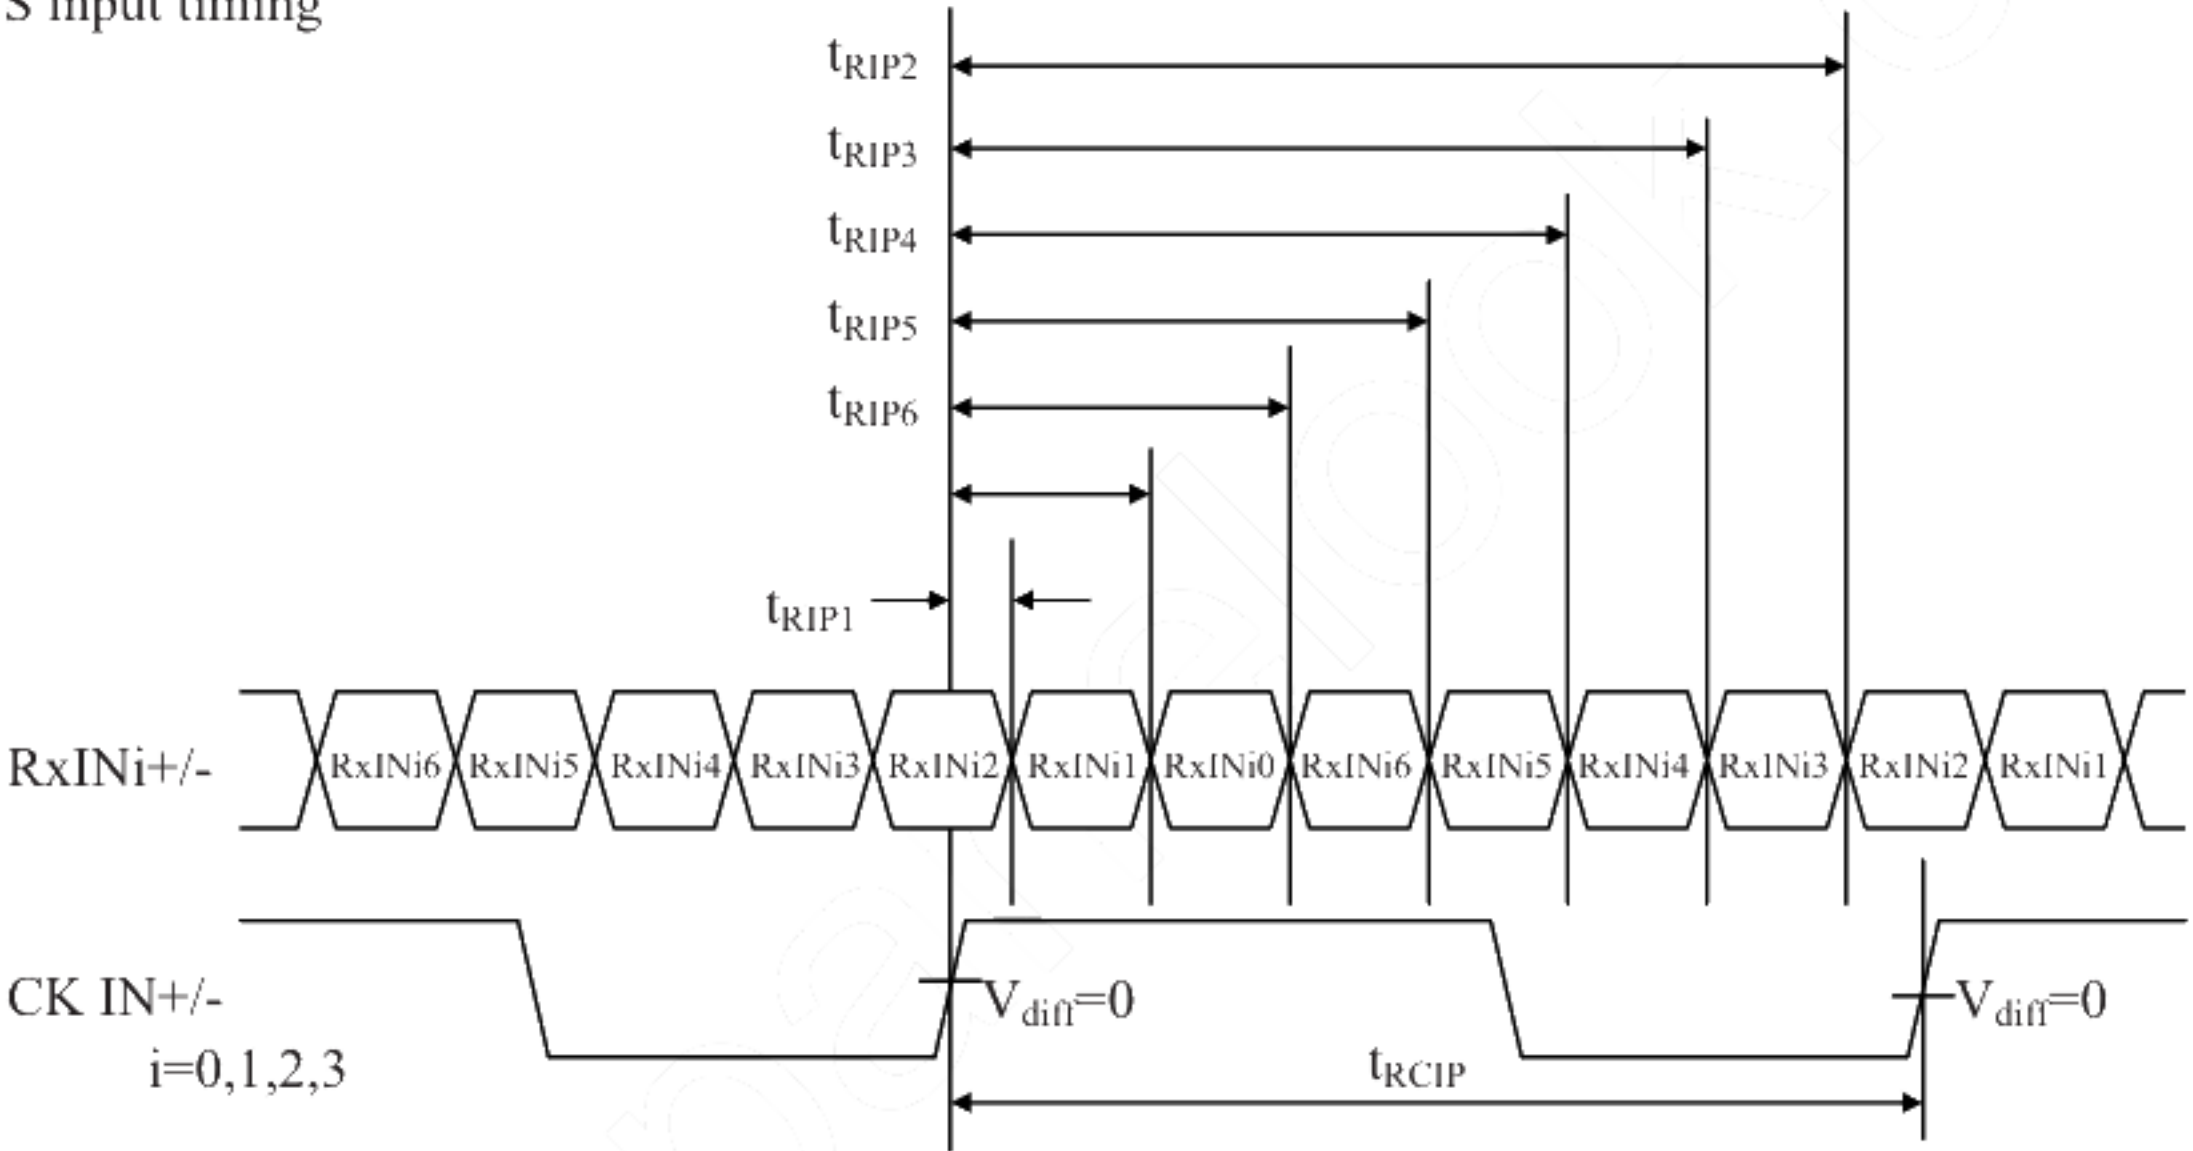 S input timing
tRIP2
tRIP3
tRIP4
tRIP5
tRIP6
tRIP1
RxINi+/- RxINi6 RxINi5 RxINi4 RxINi3 RxINi2 RxINi1 RxINi0 RxINi6 RxINi5 RxINi4 RxINi3 RxINi2 RxINi1
CK IN+/- Vdiff=0 Vdiff=0
i=0,1,2,3 tRCIP